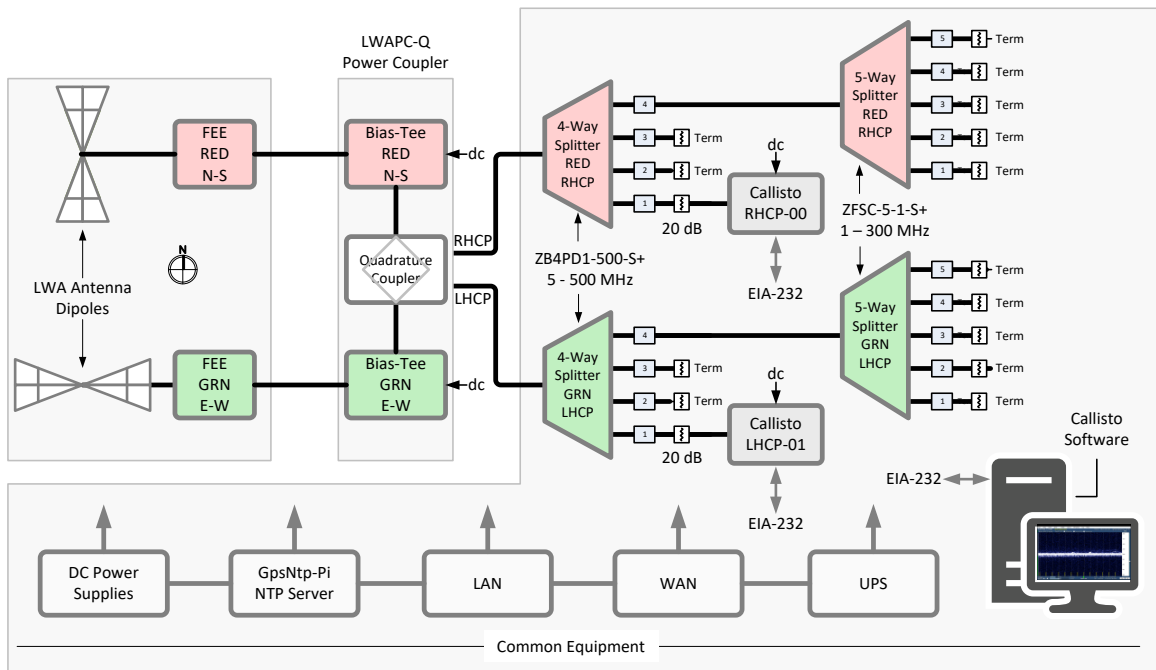 LWAPC-Q
Power Coupler
FEE
RED
N-S
Bias-Tee
RED
N-S
dc
4-Way
Splitter
RED
RHCP
4
3
Term
2
Term
1
20 dB
dc
Callisto
RHCP-00
EIA-232
5-Way
Splitter
RED
RHCP
5
Term
4
Term
3
Term
2
Term
1
Term
N
LWA Antenna
Dipoles
Quadrature
Coupler
RHCP
LHCP
ZB4PD1-500-S+
5 - 500 MHz
ZFSC-5-1-S+
1 – 300 MHz
FEE
GRN
E-W
Bias-Tee
GRN
E-W
dc
4-Way
Splitter
GRN
LHCP
4
3
Term
2
Term
1
20 dB
dc
Callisto
LHCP-01
EIA-232
5-Way
Splitter
GRN
LHCP
5
Term
4
Term
3
Term
2
Term
1
Term
Callisto
Software
EIA-232
DC Power
Supplies
GpsNtp-Pi
NTP Server
LAN
WAN
UPS
Common Equipment